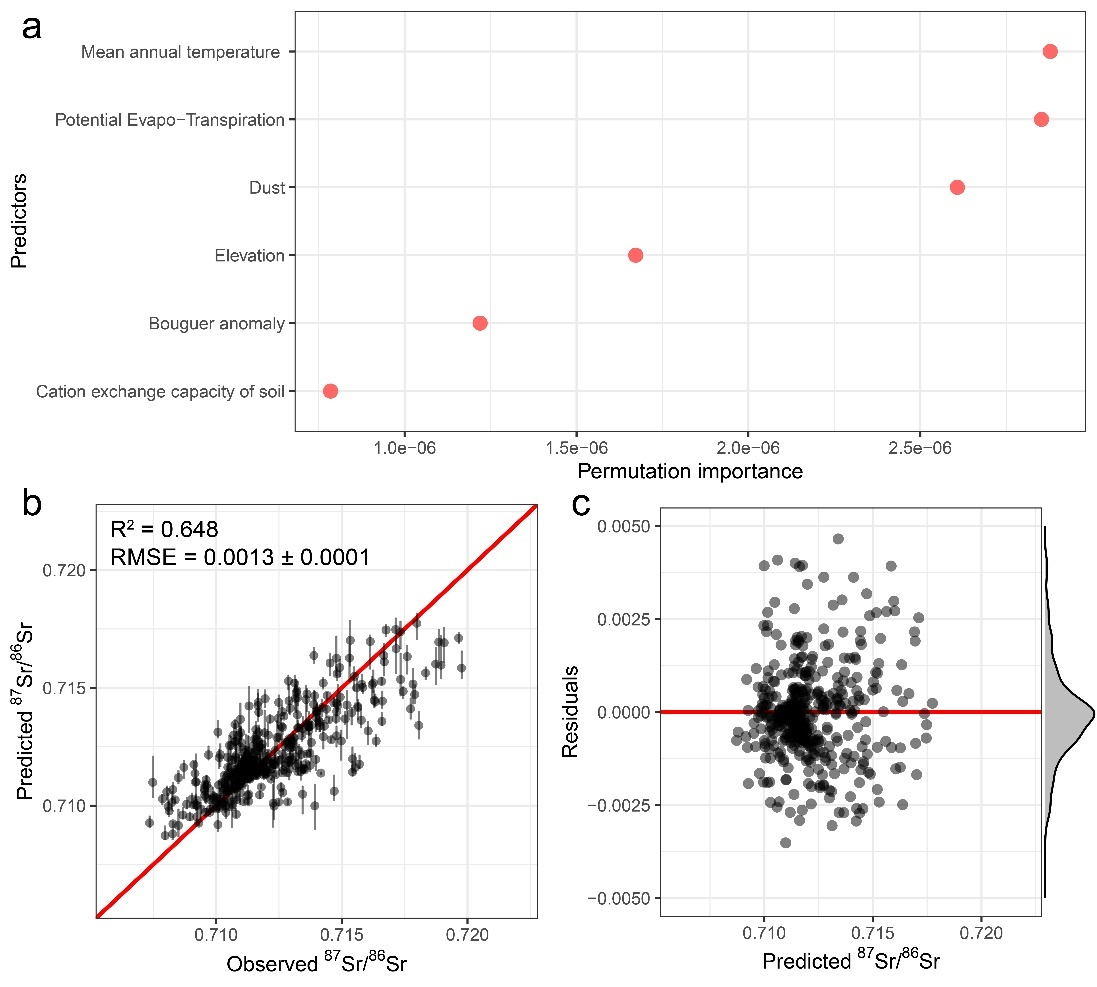 a
Predictors
Mean annual temperature
Potential Evapo−Transpiration
Dust
Elevation
Bouguer anomaly
Cation exchange capacity of soil
1.0e−06 1.5e−06 2.0e−06 2.5e−06
Permutation importance
b
R² = 0.648
RMSE = 0.0013 ± 0.0001
Predicted ⁸⁷Sr/⁸⁶Sr
0.720
0.715
0.710
0.710 0.715 0.720
Observed ⁸⁷Sr/⁸⁶Sr
c
Residuals
0.0050
0.0025
0.0000
−0.0025
−0.0050
0.710 0.715 0.720
Predicted ⁸⁷Sr/⁸⁶Sr